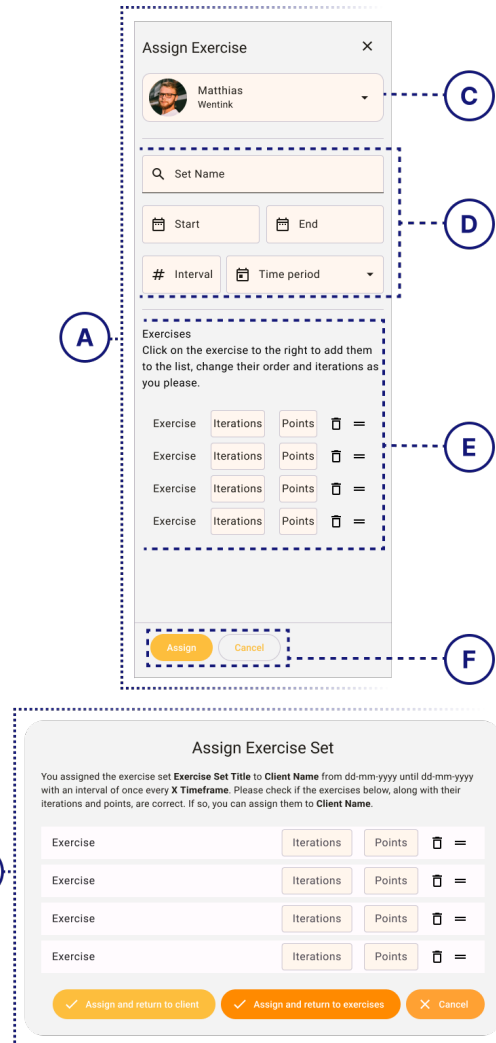 Assign Exercise
C
Matthias
Wentink
Set Name
D
Start End
# Interval Time period
A
Exercises
Click on the exercise to the right to add them
to the list, change their order and iterations as
you please.
Exercise Iterations Points
E
Exercise Iterations Points
Exercise Iterations Points
Exercise Iterations Points
Assign Cancel
F
Assign Exercise Set
You assigned the exercise set Exercise Set Title to Client Name from dd-mm-yyyy until dd-mm-yyyy
with an interval of once every X Timeframe. Please check if the exercises below, along with their
iterations and points, are correct. If so, you can assign them to Client Name.
Exercise Iterations Points
Exercise Iterations Points
Exercise Iterations Points
Exercise Iterations Points
Assign and return to client Assign and return to exercises Cancel